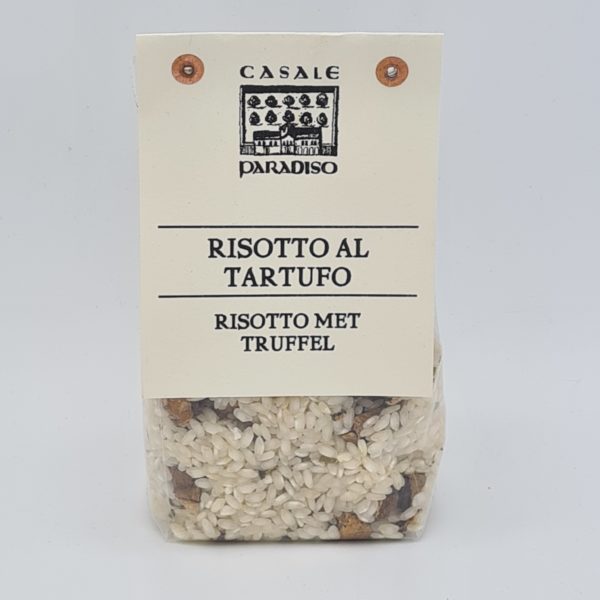 CASALE
PARADISO
RISOTTO AL
TARTUFO
RISOTTO MET
TRUFFEL